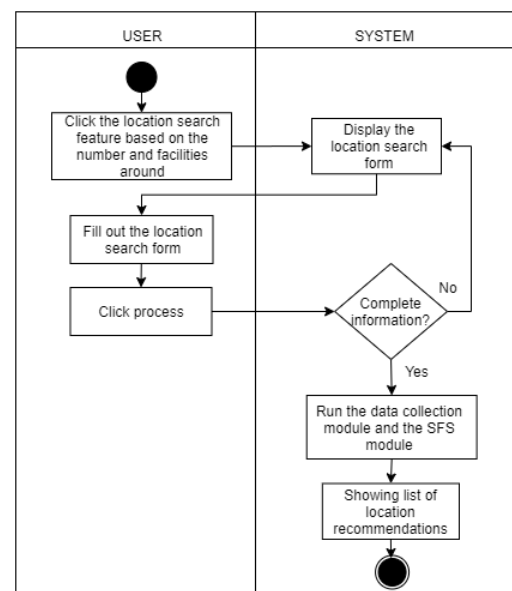 USER
SYSTEM
Click the location search
feature based on the
number and facilities
around
Display the
location search
form
Fill out the location
search form
Click process
Complete
information?
No
Yes
Run the data collection
module and the SFS
module
Showing list of
location
recommendations